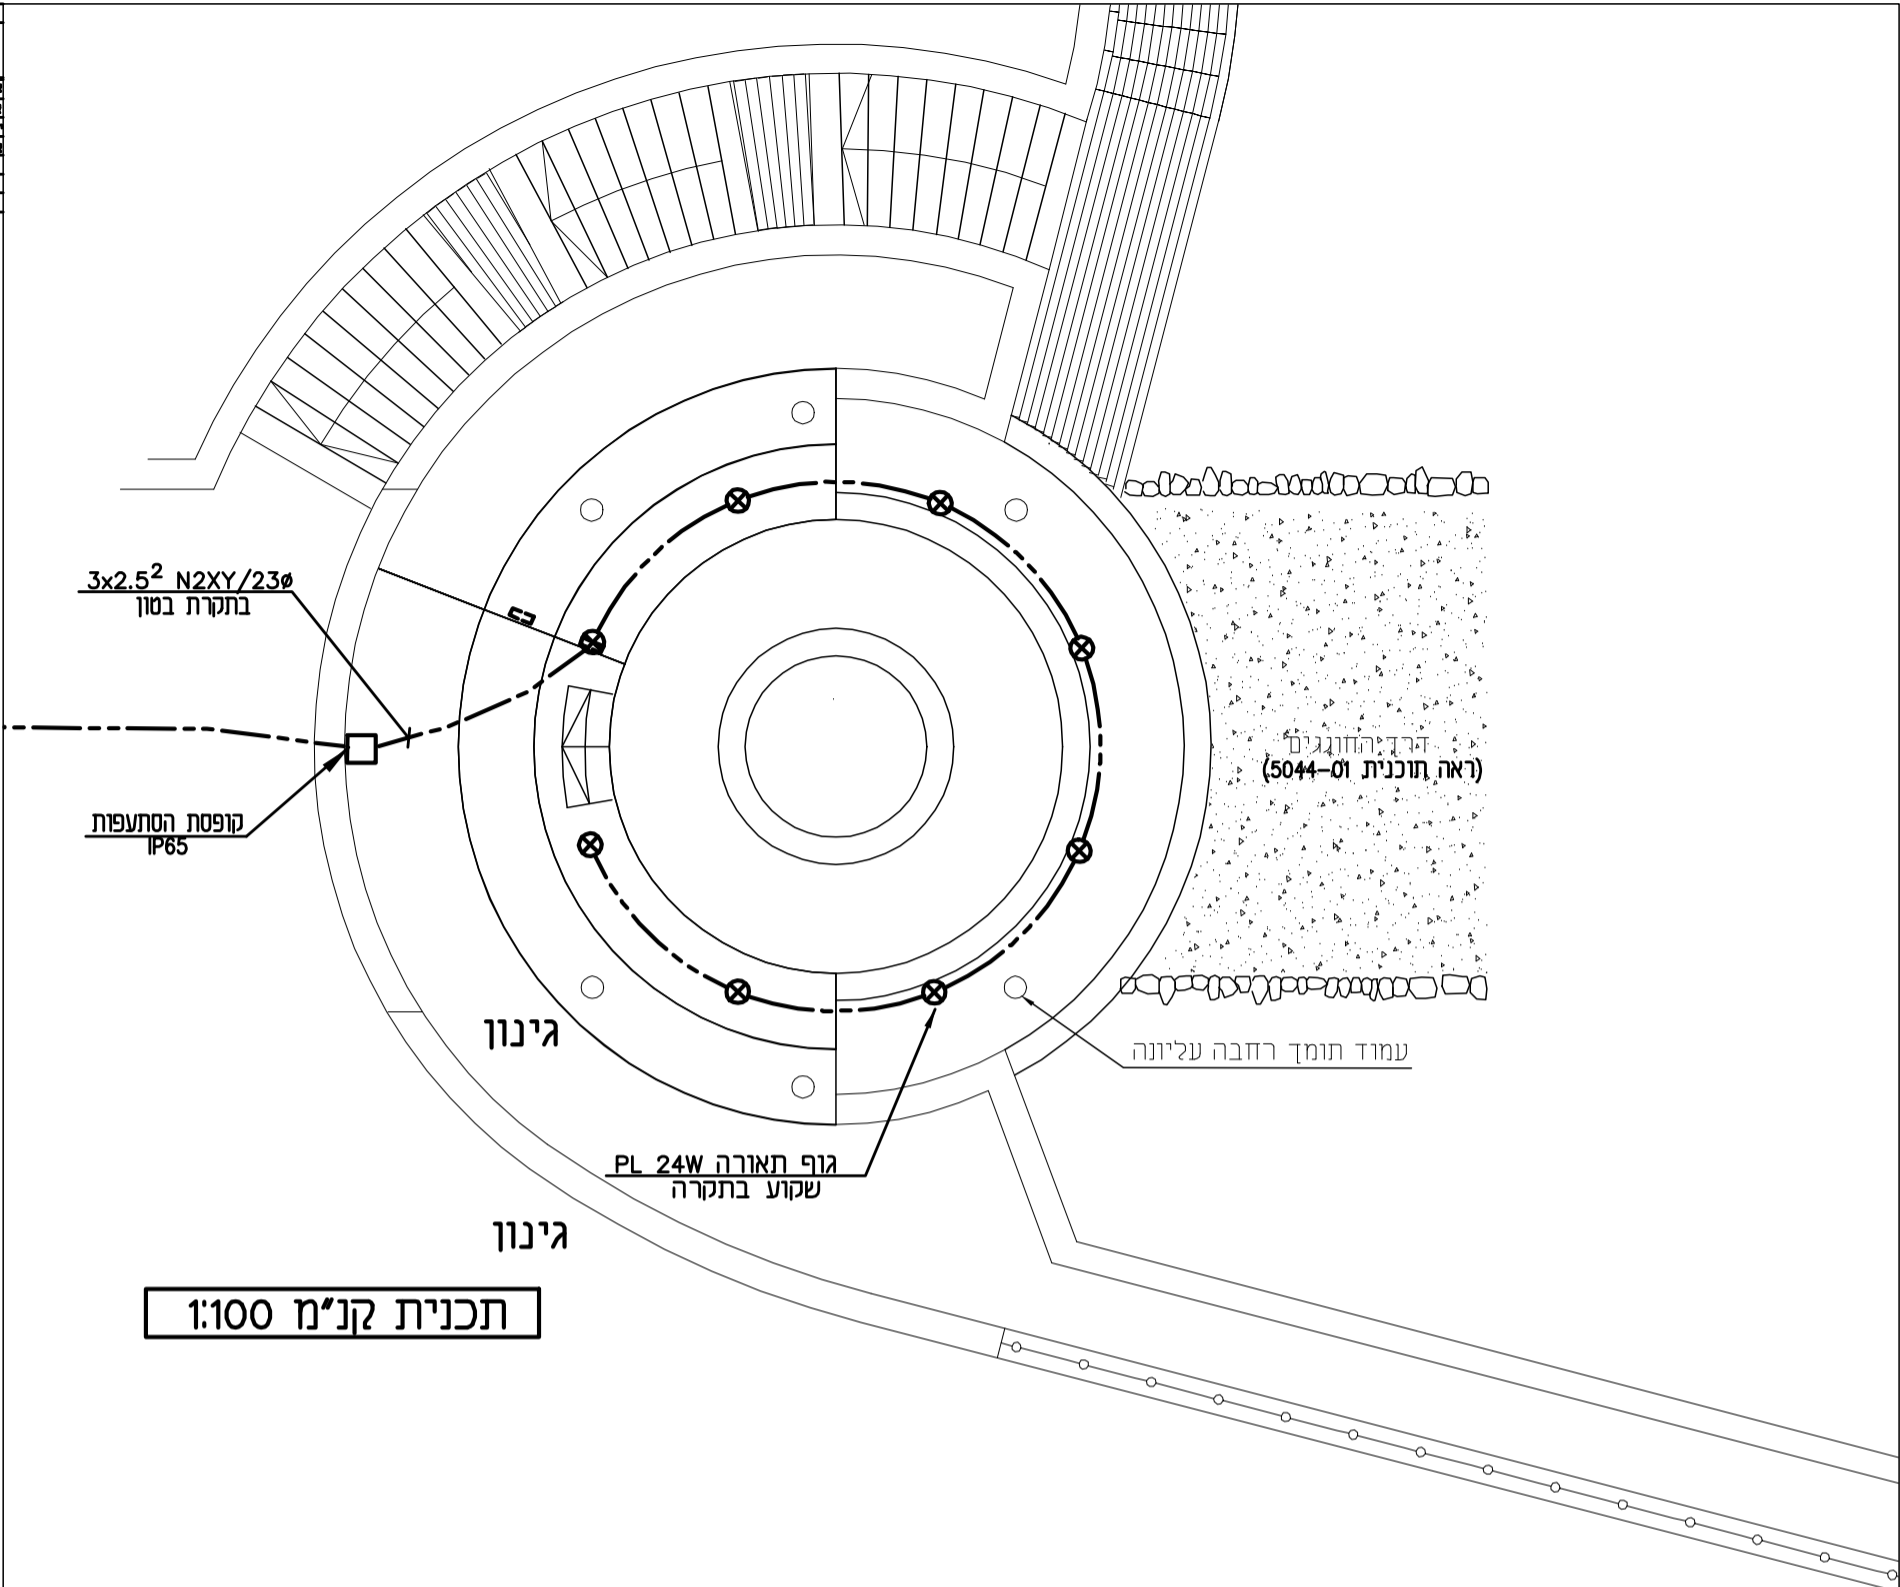 3x2.5² N2XY/23ø
בתקרת בטון
קופסת הסתעפות
IP65
דרך החוגגים
(ראה תוכנית 5044-01)
גינון
עמוד תומך רחבה עליונה
גוף תאורה PL 24W
שקוע בתקרה
גינון
תכנית קנ"מ 1:100